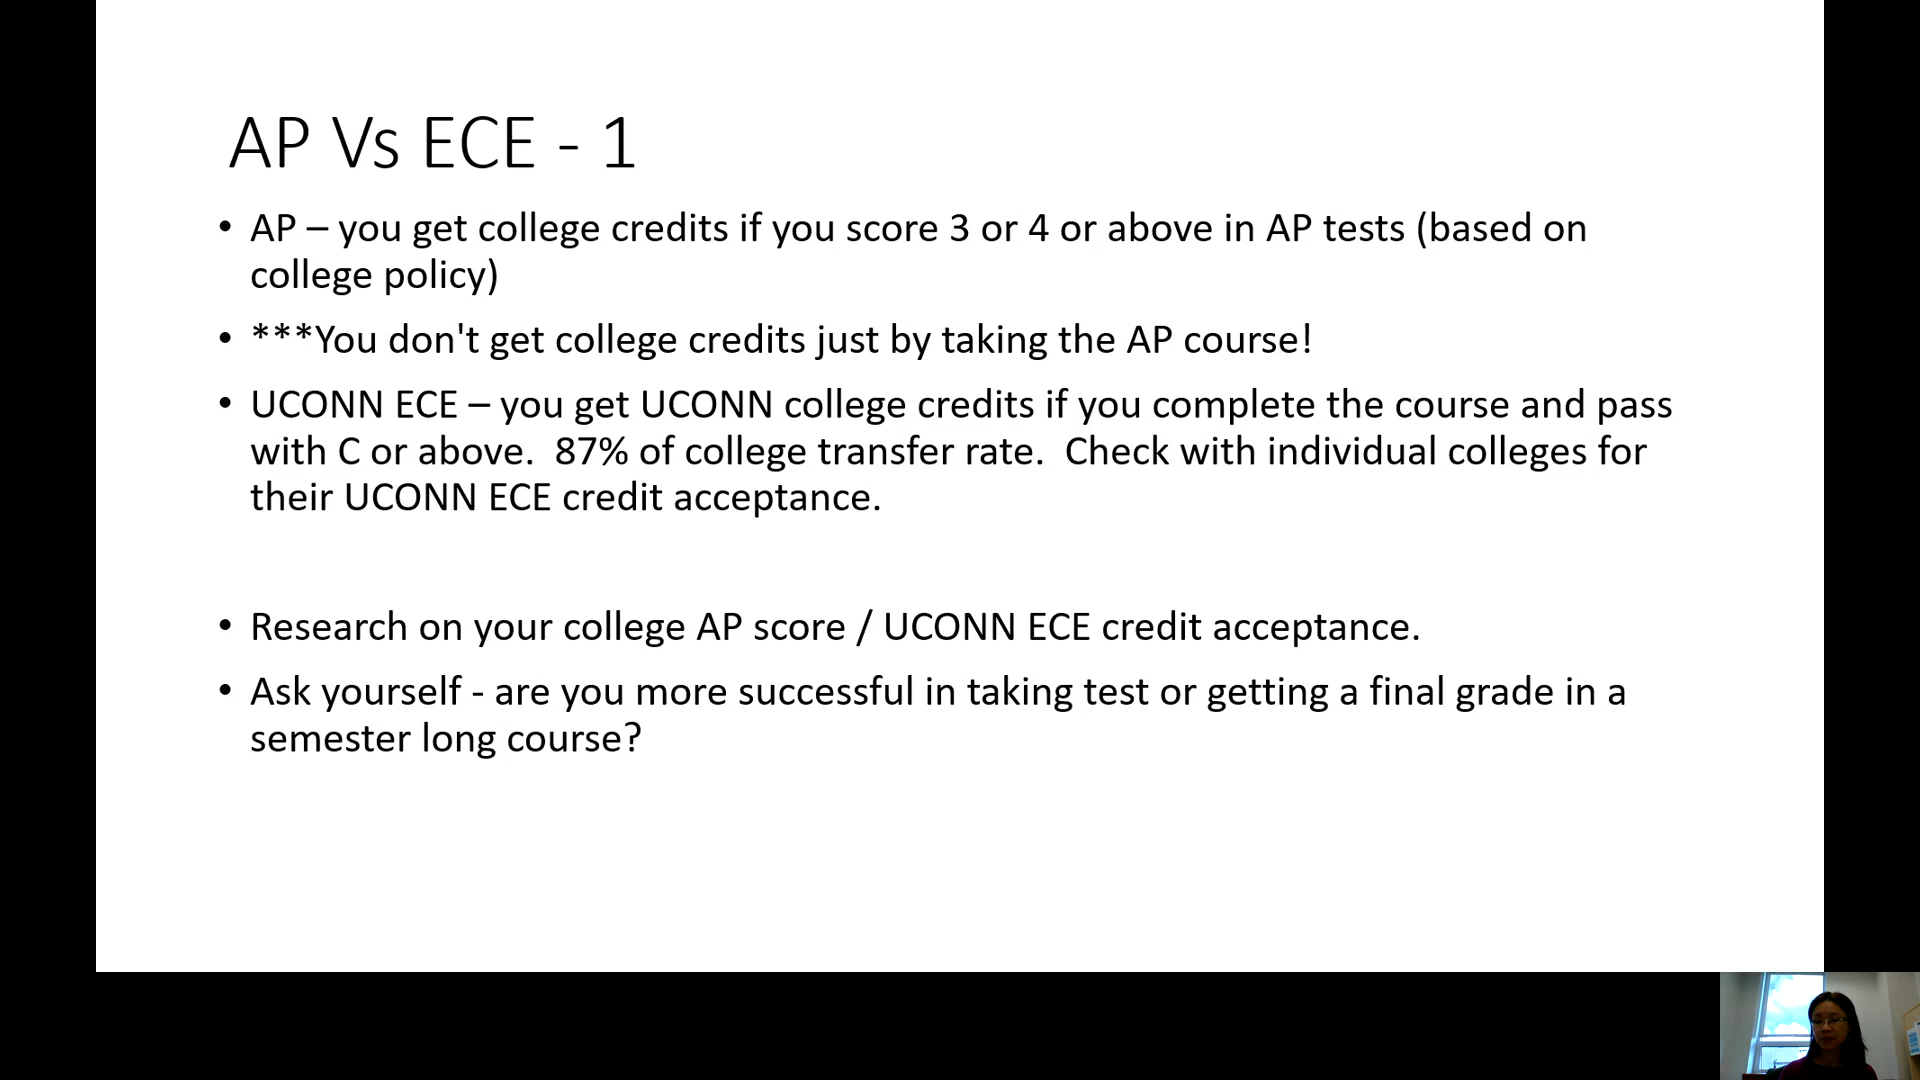 AP Vs ECE - 1
• AP – you get college credits if you score 3 or 4 or above in AP tests (based on
college policy)
• ***You don't get college credits just by taking the AP course!
• UCONN ECE – you get UCONN college credits if you complete the course and pass
with C or above.  87% of college transfer rate.  Check with individual colleges for
their UCONN ECE credit acceptance.
• Research on your college AP score / UCONN ECE credit acceptance.
• Ask yourself - are you more successful in taking test or getting a final grade in a
semester long course?